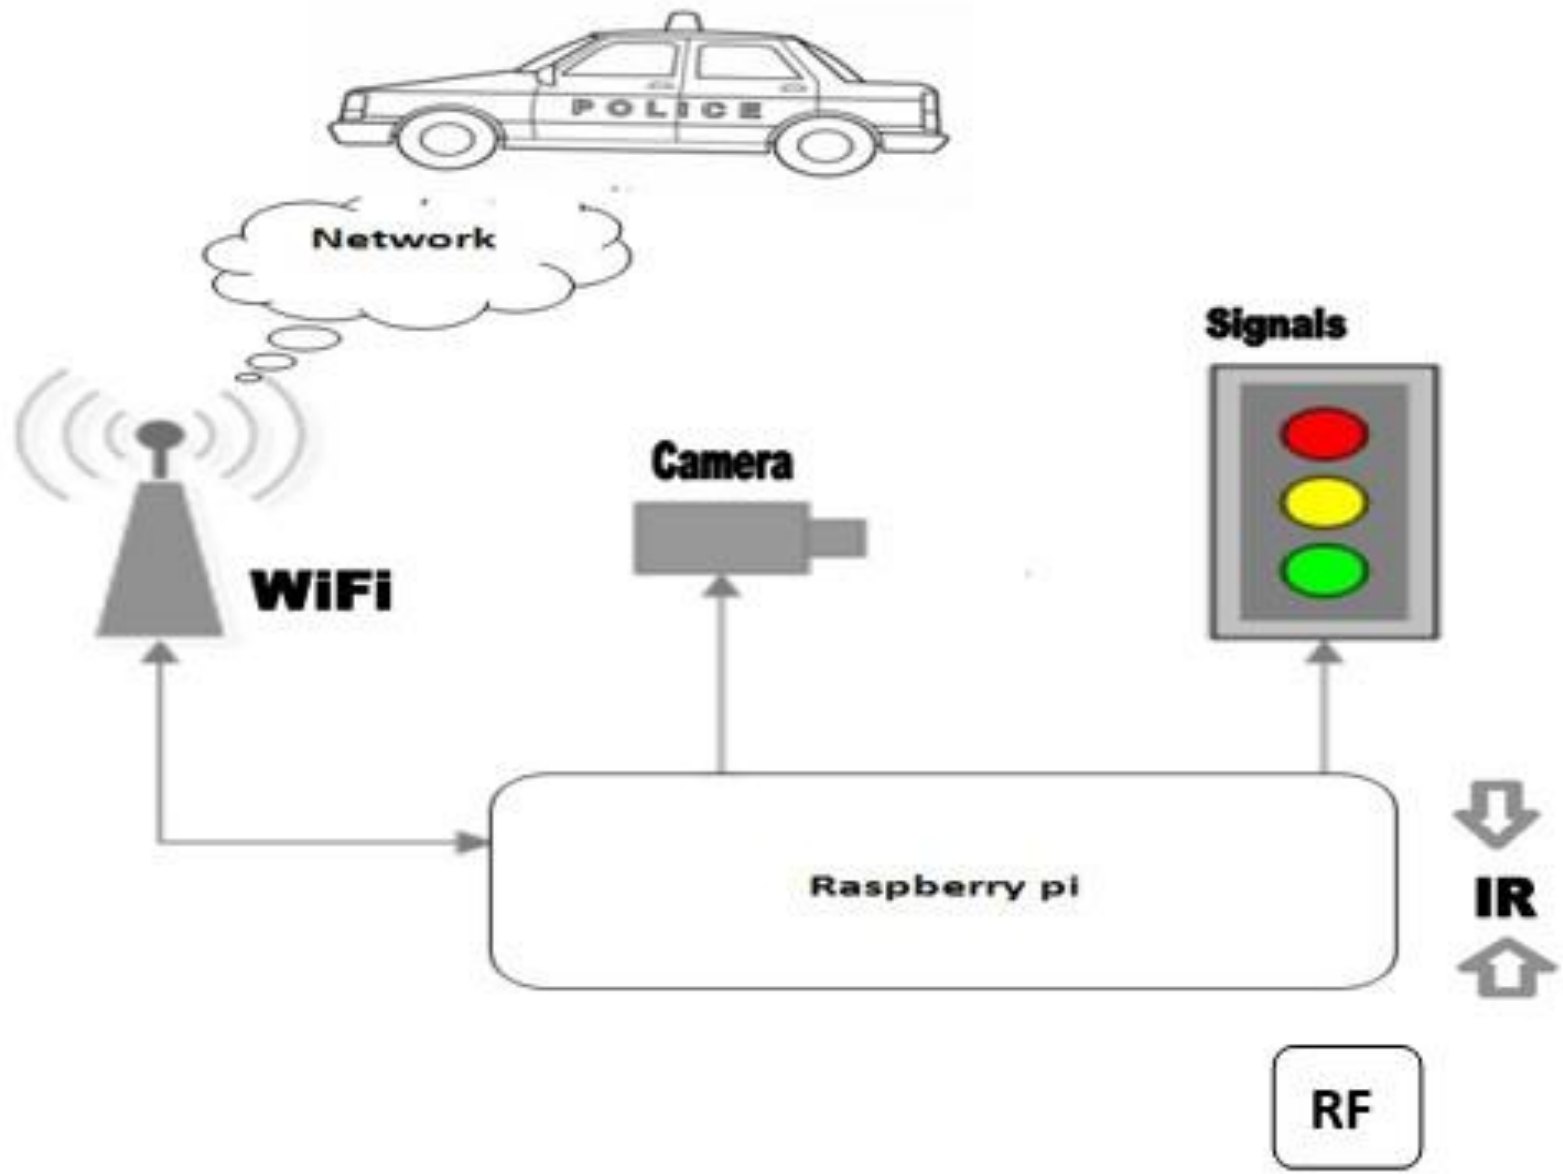 POLICE
Network
Signals
Camera
WiFi
Raspberry pi
IR
RF